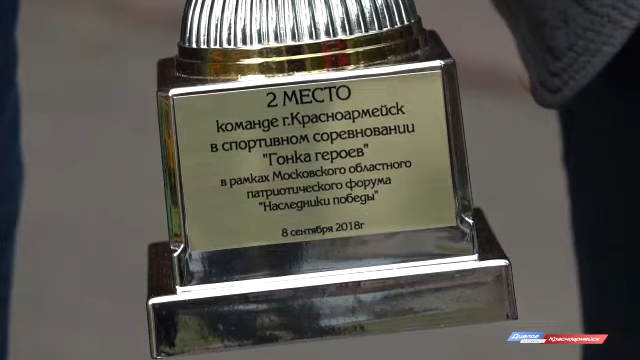 2 МЕСТО
команде г.Красноармейск
в спортивном соревновании
"Гонка героев"
в рамках Московского областного
патриотического форума
"Наследники победы"
8 сентября 2018г
Диалог
Красноармейск